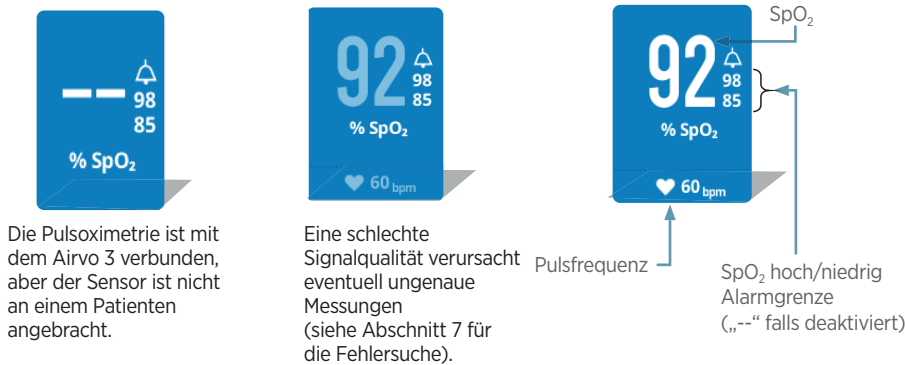 98
85
% SpO₂
Die Pulsoximetrie ist mit
dem Airvo 3 verbunden,
aber der Sensor ist nicht
an einem Patienten
angebracht.
92
98
85
% SpO₂
60 bpm
Eine schlechte
Signalqualität verursacht
eventuell ungenaue
Messungen
(siehe Abschnitt 7 für
die Fehlersuche).
SpO₂
92
98
85
% SpO₂
60 bpm
Pulsfrequenz
SpO₂ hoch/niedrig
Alarmgrenze
(„--“ falls deaktiviert)